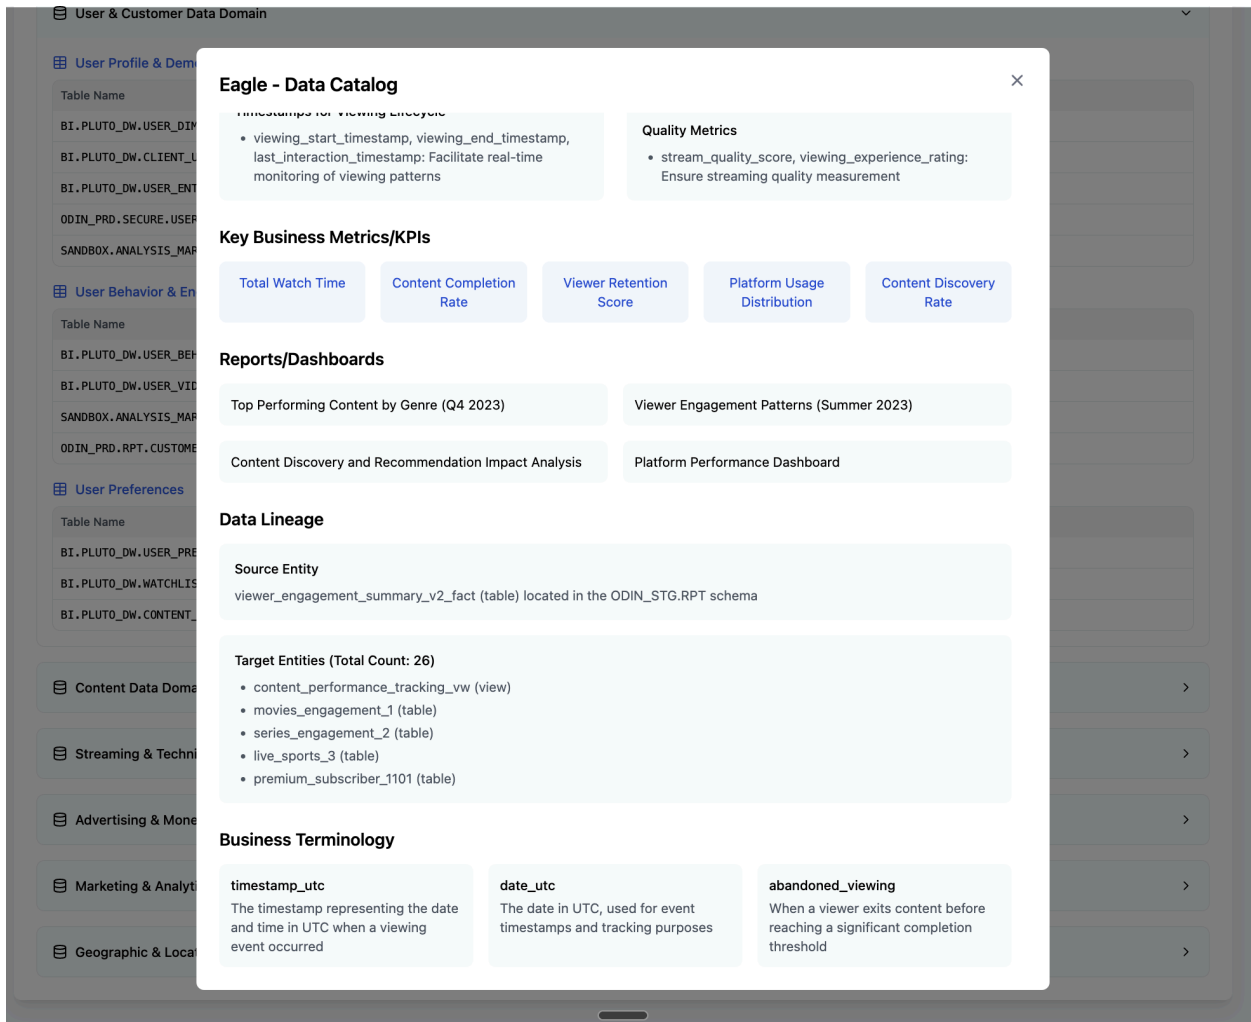 User & Customer Data Domain
User Profile & Dem
Table Name
BI.PLUTO_DW.USER_DIM
BI.PLUTO_DW.CLIENT_U
BI.PLUTO_DW.USER_ENT
ODIN_PRD.SECURE.USER
SANDBOX.ANALYSIS_MAR
User Behavior & En
Table Name
BI.PLUTO_DW.USER_BEH
BI.PLUTO_DW.USER_VID
SANDBOX.ANALYSIS_MAR
ODIN_PRD.RPT.CUSTOME
User Preferences
Table Name
BI.PLUTO_DW.USER_PRE
BI.PLUTO_DW.WATCHLIS
BI.PLUTO_DW.CONTENT_
Content Data Doma
Streaming & Techni
Advertising & Mone
Marketing & Analyti
Geographic & Locat
Eagle - Data Catalog
Timestamps for Viewing Lifecycle
• viewing_start_timestamp, viewing_end_timestamp,
last_interaction_timestamp: Facilitate real-time
monitoring of viewing patterns
Quality Metrics
• stream_quality_score, viewing_experience_rating:
Ensure streaming quality measurement
Key Business Metrics/KPIs
Total Watch Time
Content Completion
Rate
Viewer Retention
Score
Platform Usage
Distribution
Content Discovery
Rate
Reports/Dashboards
Top Performing Content by Genre (Q4 2023)
Viewer Engagement Patterns (Summer 2023)
Content Discovery and Recommendation Impact Analysis
Platform Performance Dashboard
Data Lineage
Source Entity
viewer_engagement_summary_v2_fact (table) located in the ODIN_STG.RPT schema
Target Entities (Total Count: 26)
• content_performance_tracking_vw (view)
• movies_engagement_1 (table)
• series_engagement_2 (table)
• live_sports_3 (table)
• premium_subscriber_1101 (table)
Business Terminology
timestamp_utc
The timestamp representing the date
and time in UTC when a viewing
event occurred
date_utc
The date in UTC, used for event
timestamps and tracking purposes
abandoned_viewing
When a viewer exits content before
reaching a significant completion
threshold